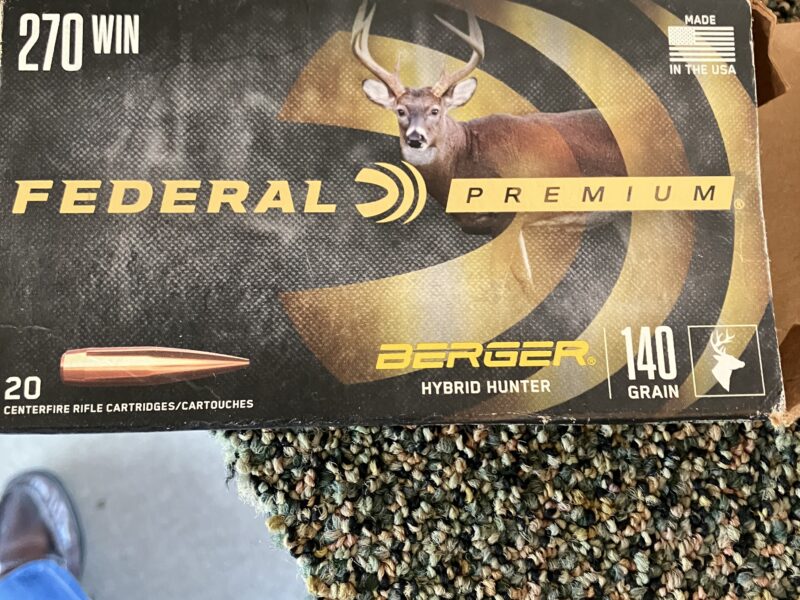 270 WIN
MADE
IN THE USA
FEDERAL PREMIUM®
BERGER®
HYBRID HUNTER
140
GRAIN
20
CENTERFIRE RIFLE CARTRIDGES/CARTOUCHES